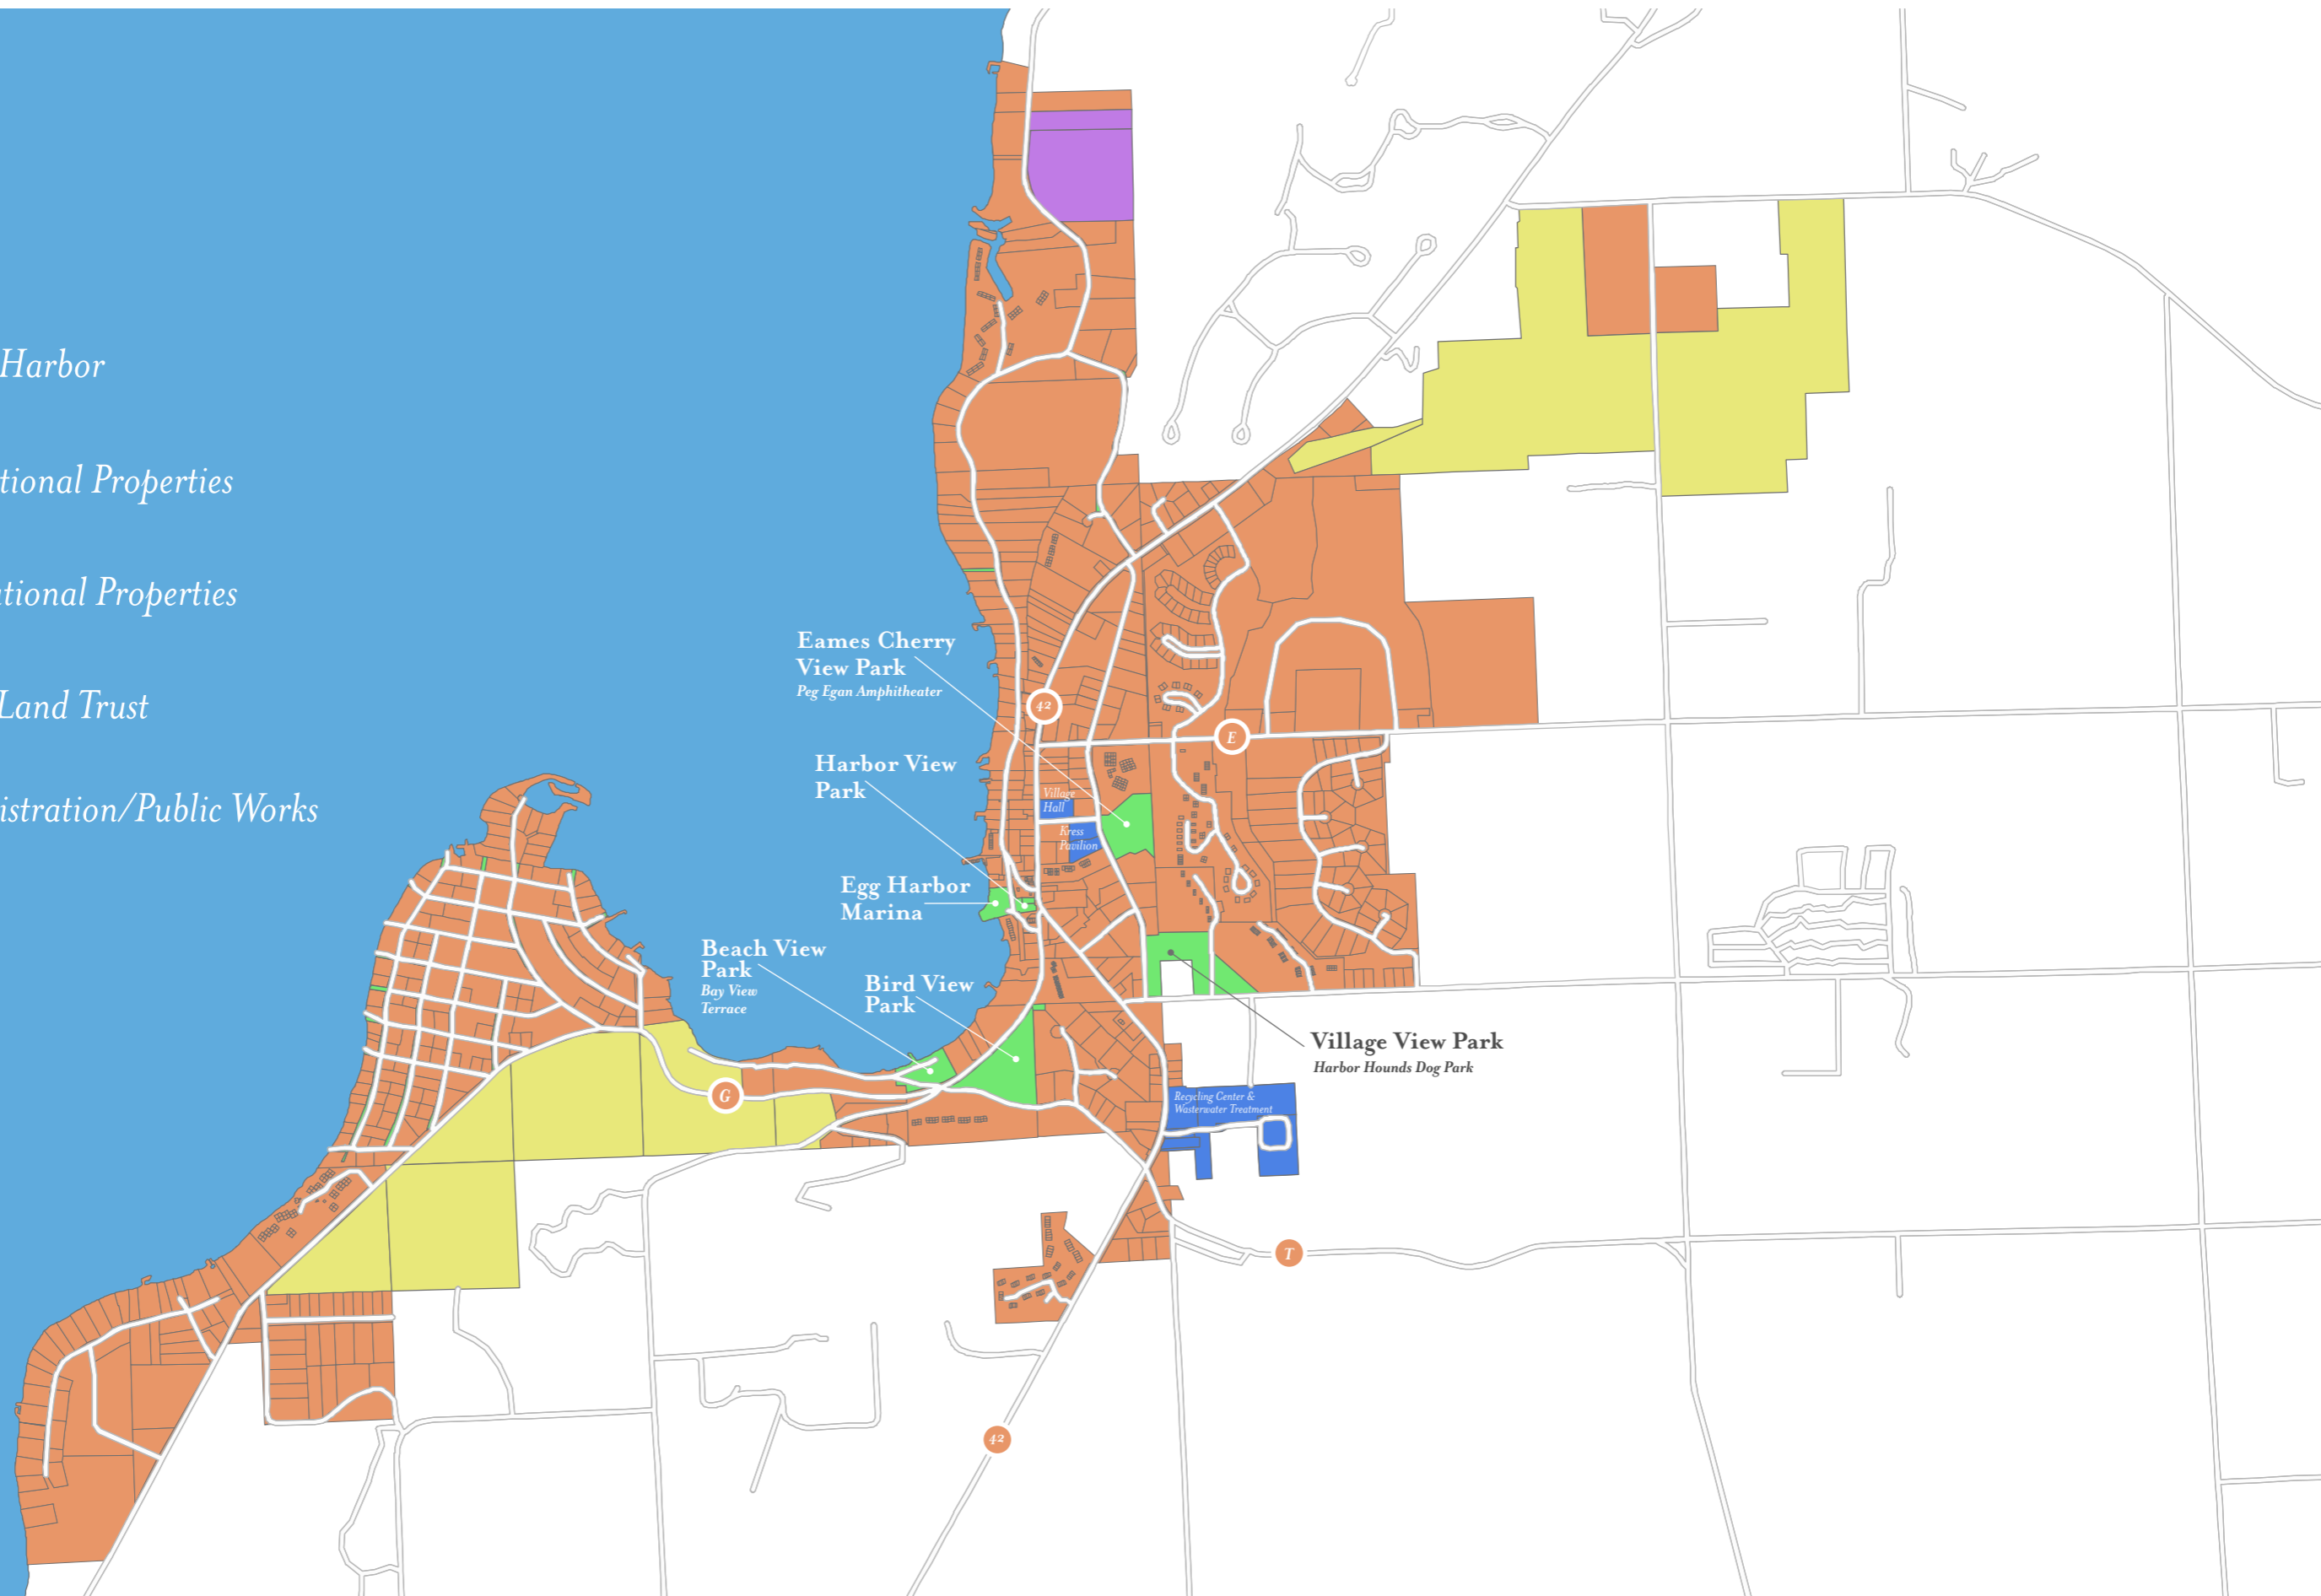 Harbor
tional Properties
ational Properties
Land Trust
istration/Public Works
Eames Cherry
View Park
Peg Egan Amphitheater
42
E
Harbor View
Park
Village
Hall
Kress
Pavilion
Egg Harbor
Marina
Beach View
Park
Bay View
Terrace
Bird View
Park
Village View Park
Harbor Hounds Dog Park
G
Recycling Center &
Wasterwater Treatment
T
42